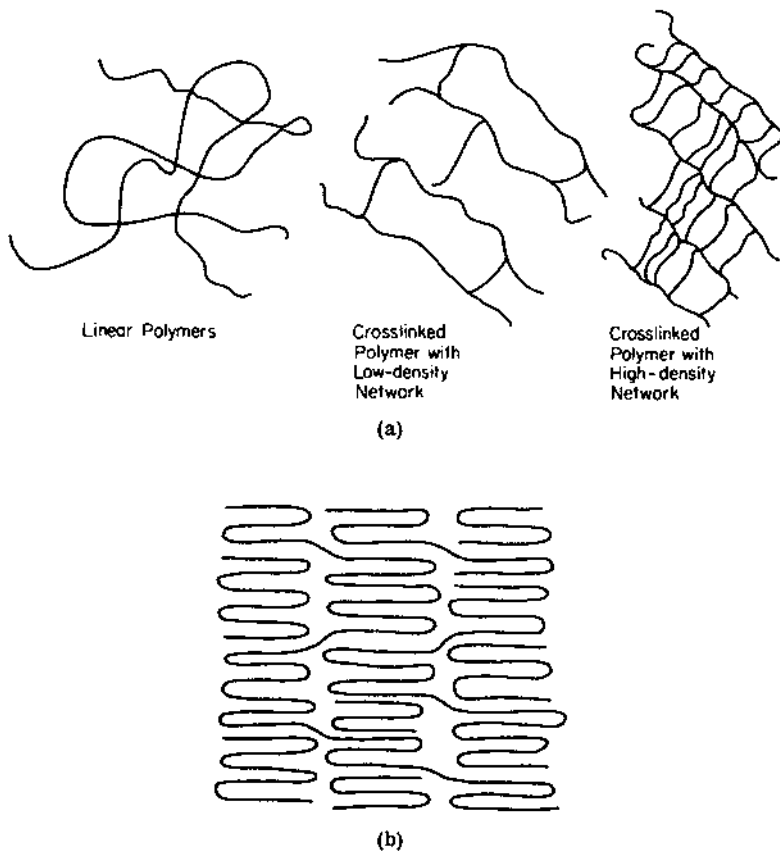 Linear Polymers
Crosslinked
Polymer with
Low-density
Network
Crosslinked
Polymer with
High-density
Network
(a)
(b)